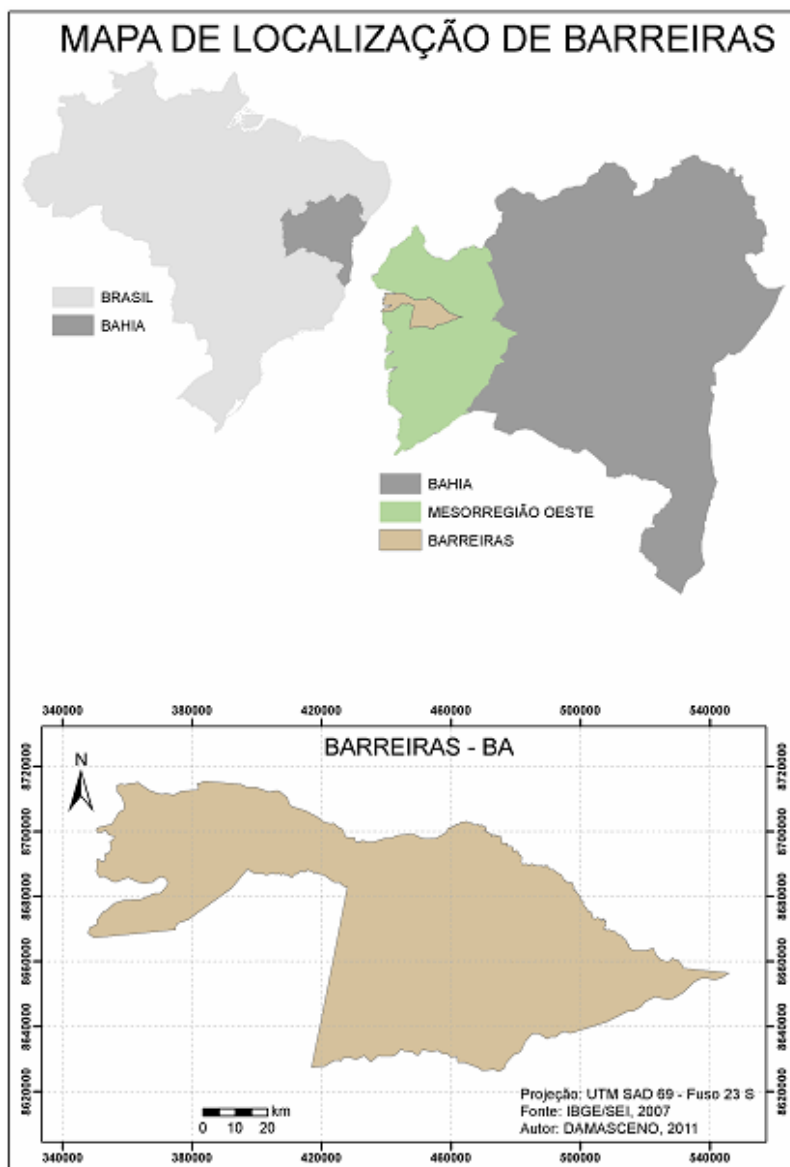 MAPA DE LOCALIZAÇÃO DE BARREIRAS
BRASIL
BAHIA
BAHIA
MESORREGIÃO OESTE
BARREIRAS
340000 380000 420000 460000 500000 540000
BARREIRAS - BA
N
8720000 8720000
8700000 8700000
8680000 8680000
8660000 8660000
8640000 8640000
8620000 8620000
km
0 10 20
Projeção: UTM SAD 69 - Fuso 23 S
Fonte: IBGE/SEI, 2007
Autor: DAMASCENO, 2011
340000 380000 420000 460000 500000 540000